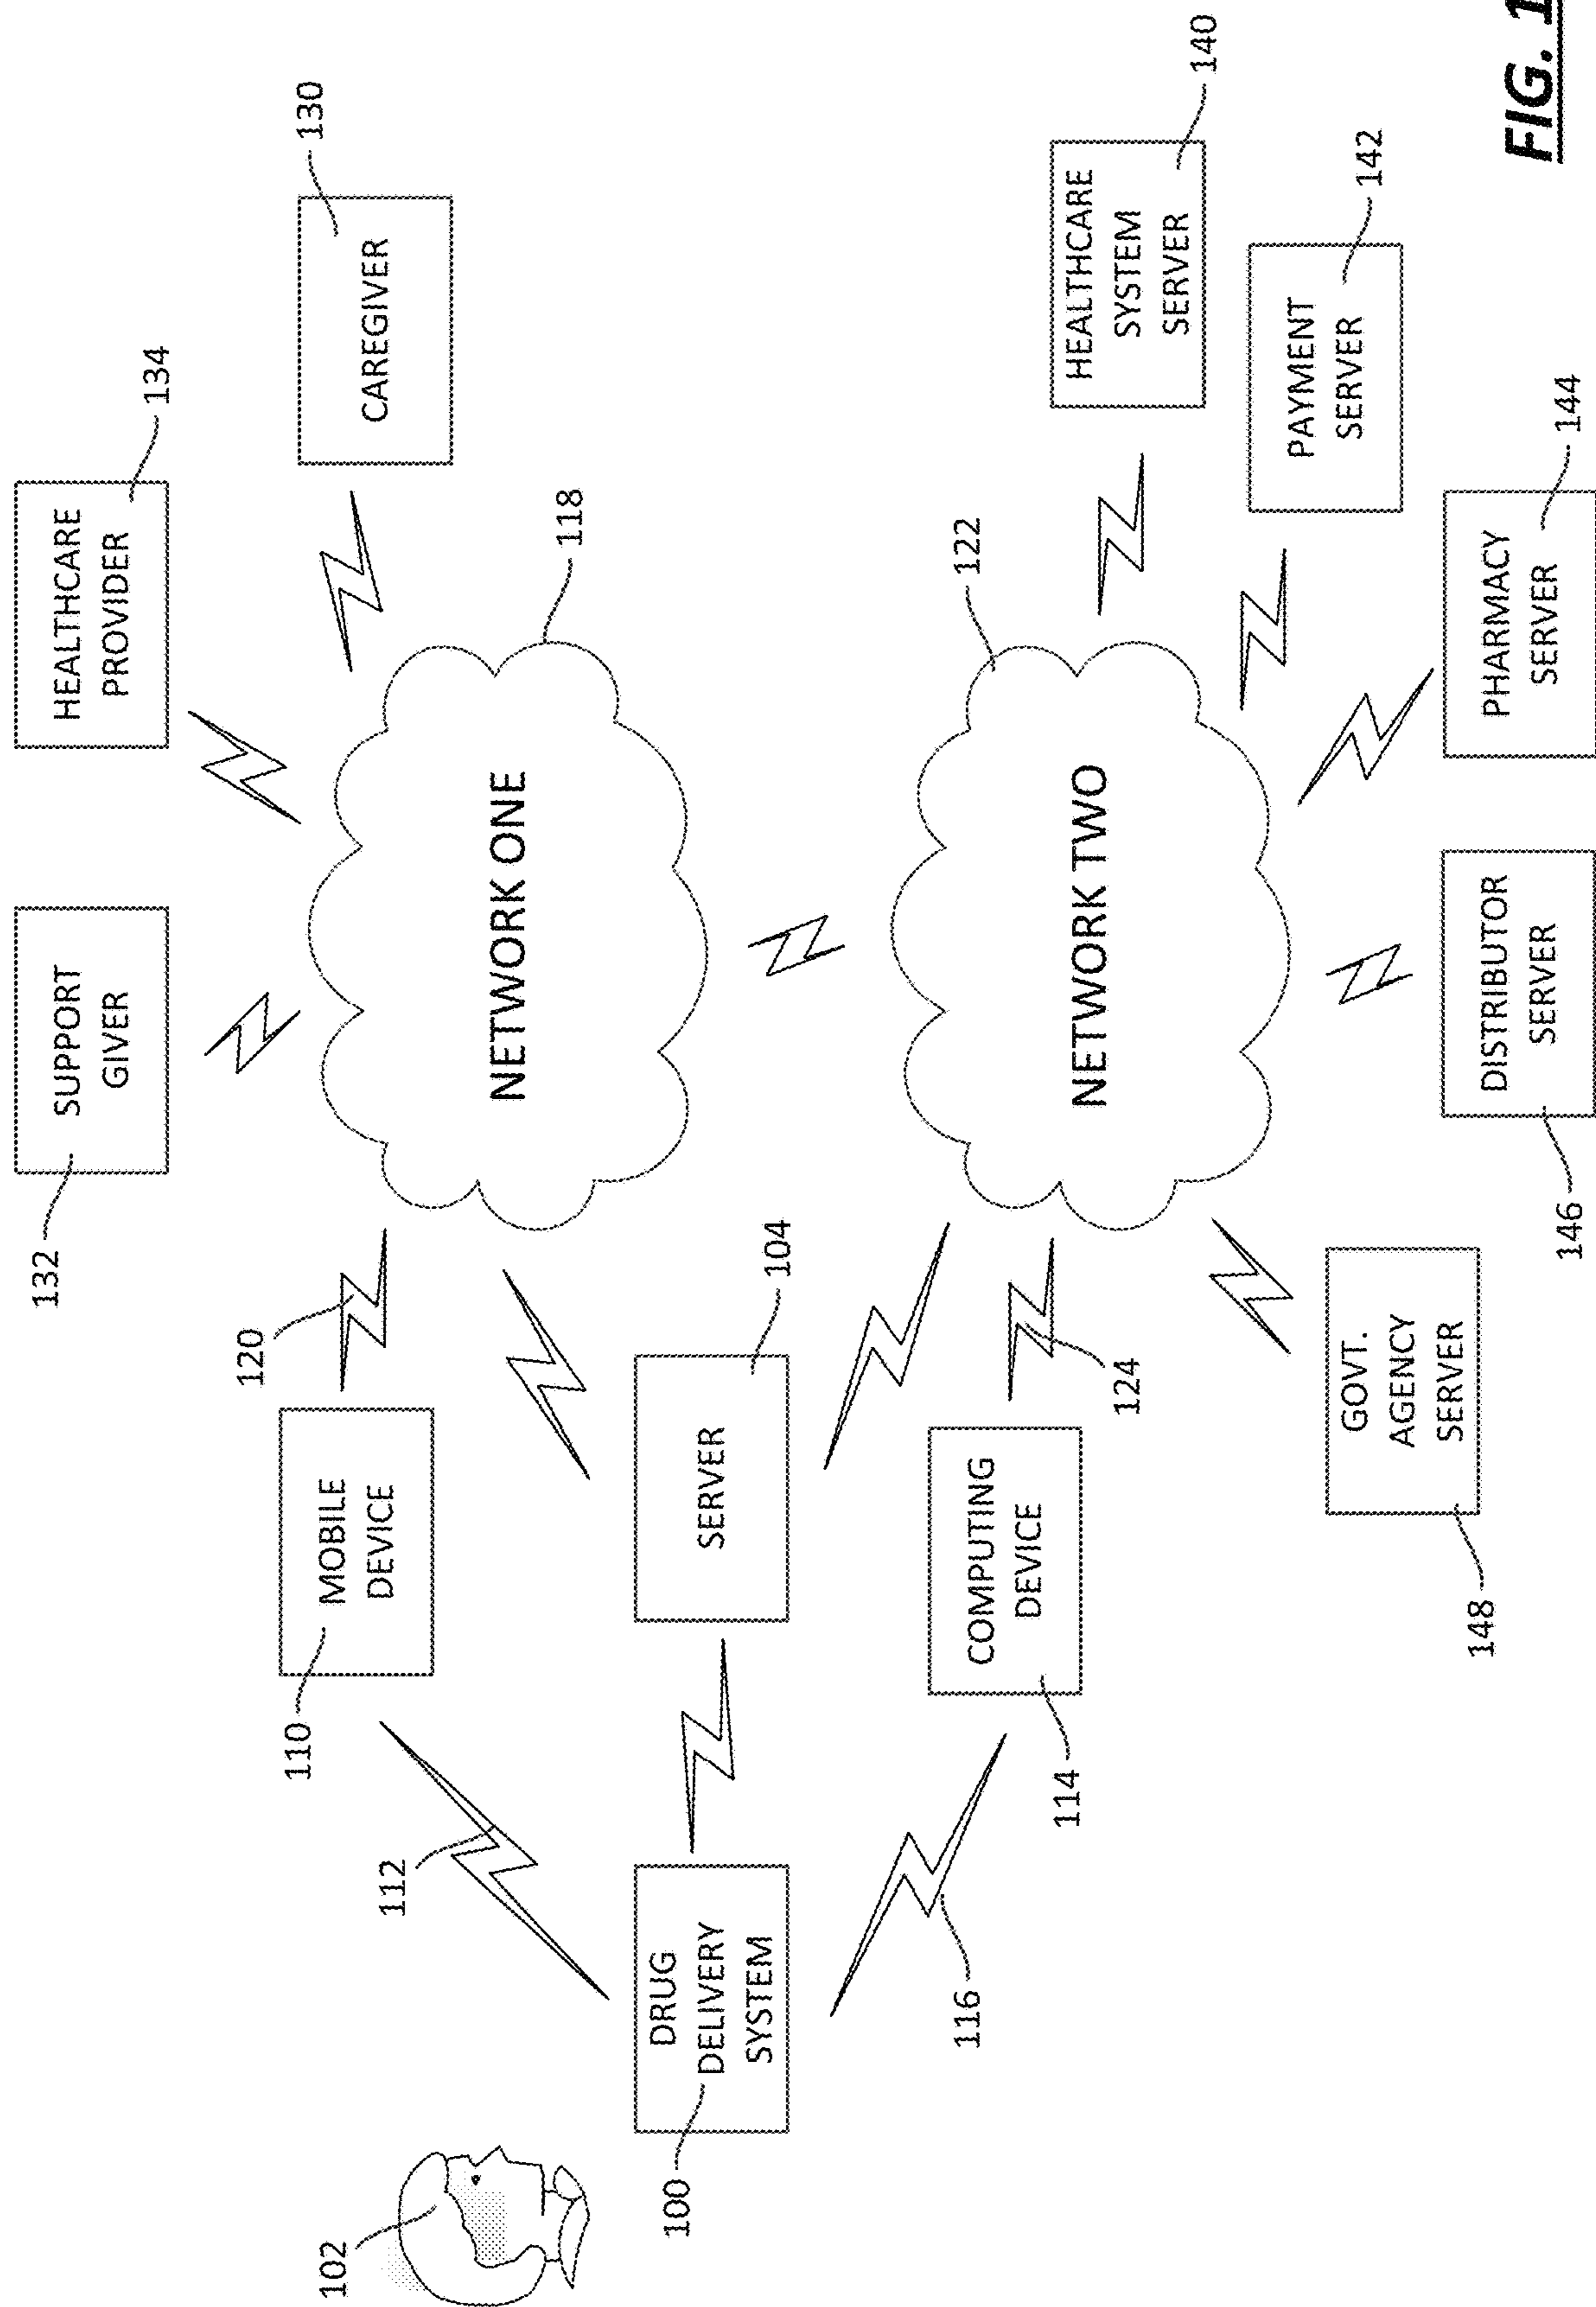 132
SUPPORT
GIVER
HEALTHCARE
PROVIDER
134
120
110
MOBILE
DEVICE
CAREGIVER
130
NETWORK ONE
118
102
112
100
DRUG
DELIVERY
SYSTEM
SERVER
104
116
114
COMPUTING
DEVICE
124
NETWORK TWO
122
HEALTHCARE
SYSTEM
SERVER
140
PAYMENT
SERVER
142
148
GOVT.
AGENCY
SERVER
146
DISTRIBUTOR
SERVER
PHARMACY
SERVER
144
FIG. 1